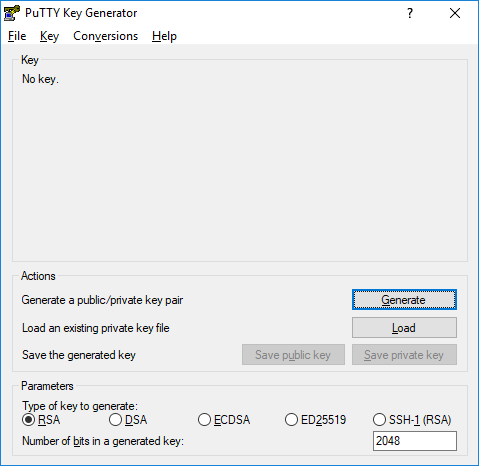 PuTTY Key Generator ?
File Key Conversions Help
Key
No key.
Actions
Generate a public/private key pair Generate
Load an existing private key file Load
Save the generated key Save public key Save private key
Parameters
Type of key to generate:
RSA DSA ECDSA ED25519 SSH-1 (RSA)
Number of bits in a generated key: 2048